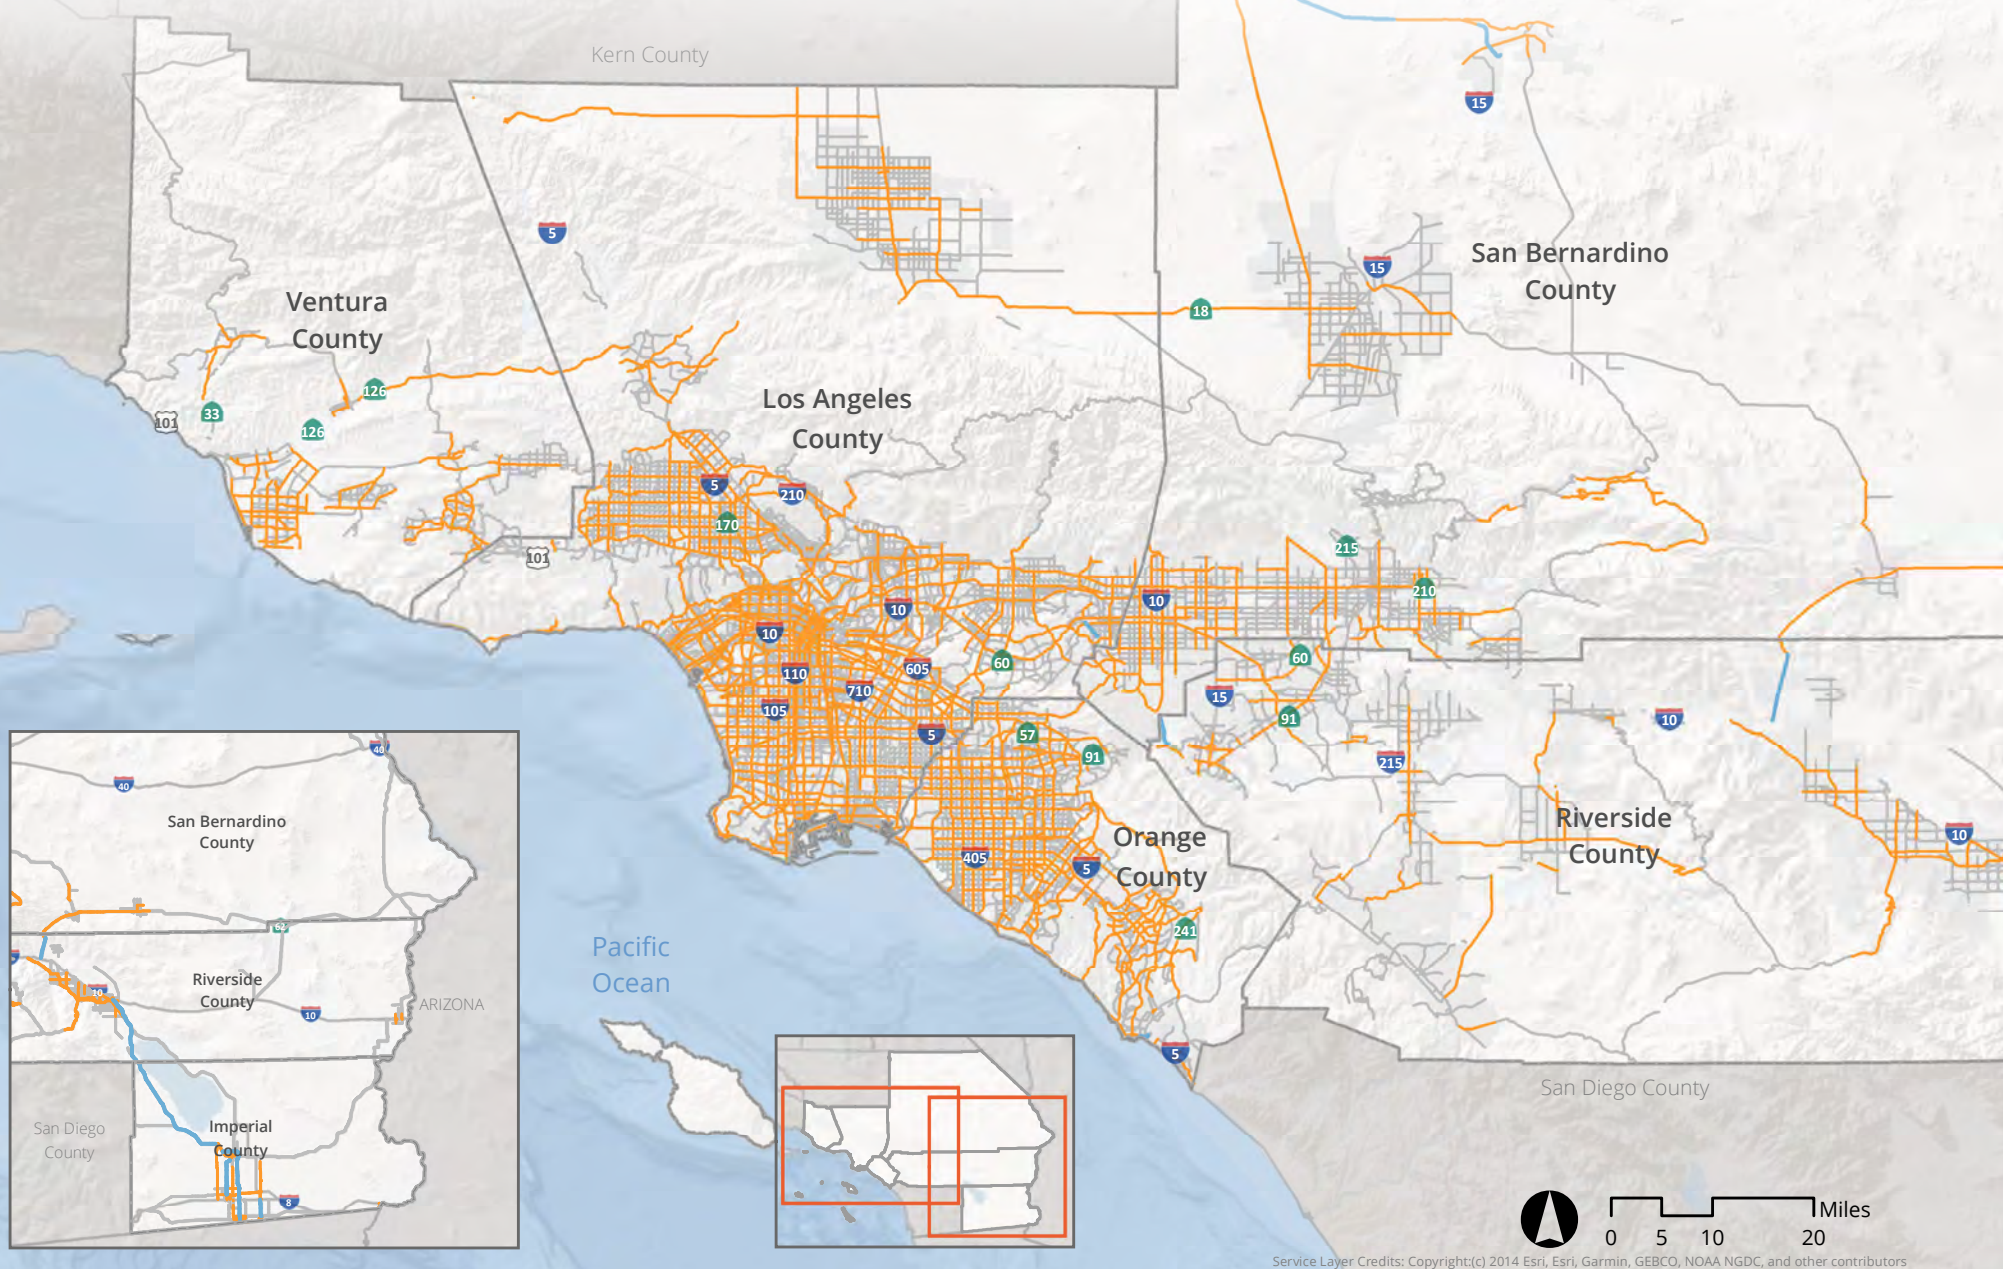 Kern County
15
5
San Bernardino
County
15
Ventura
County
18
126
33
101
126
Los Angeles
County
5
210
170
101
215
210
10
10
10
60
60
110
605
710
105
15
91
5
57
91
10
215
Riverside
County
10
Orange
County
405
5
241
5
Pacific
Ocean
San Diego County
40
40
San Bernardino
County
62
Riverside
County
10
10
ARIZONA
San Diego
County
Imperial
County
8
Miles
0 5 10 20
Service Layer Credits: Copyright:(c) 2014 Esri, Esri, Garmin, GEBCO, NOAA NGDC, and other contributors